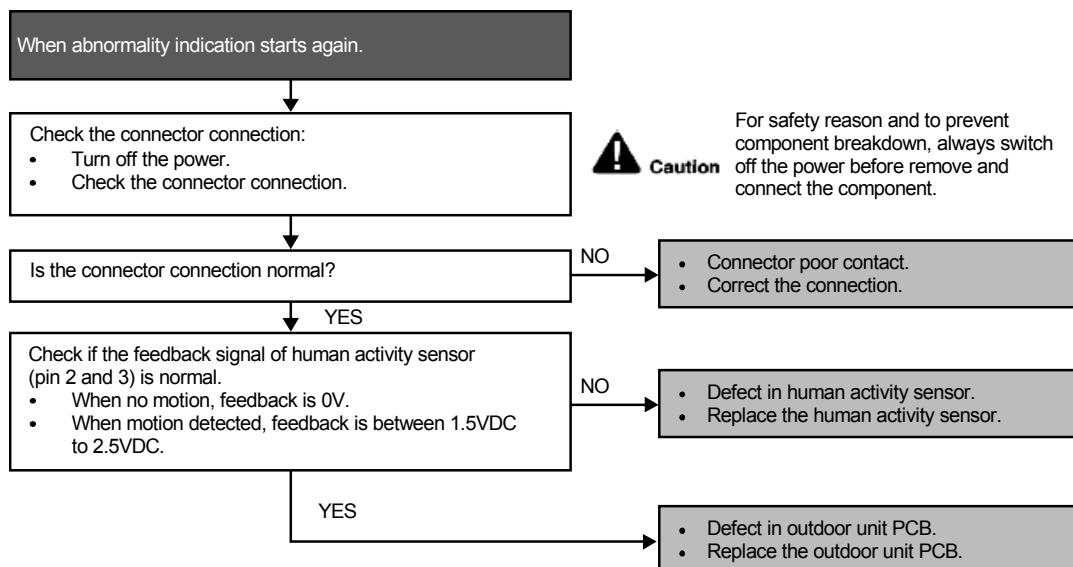 When abnormality indication starts again.
Check the connector connection:
• Turn off the power.
• Check the connector connection.
Caution
For safety reason and to prevent
component breakdown, always switch
off the power before remove and
connect the component.
Is the connector connection normal?
NO
• Connector poor contact.
• Correct the connection.
YES
Check if the feedback signal of human activity sensor
(pin 2 and 3) is normal.
• When no motion, feedback is 0V.
• When motion detected, feedback is between 1.5VDC
to 2.5VDC.
NO
• Defect in human activity sensor.
• Replace the human activity sensor.
YES
• Defect in outdoor unit PCB.
• Replace the outdoor unit PCB.